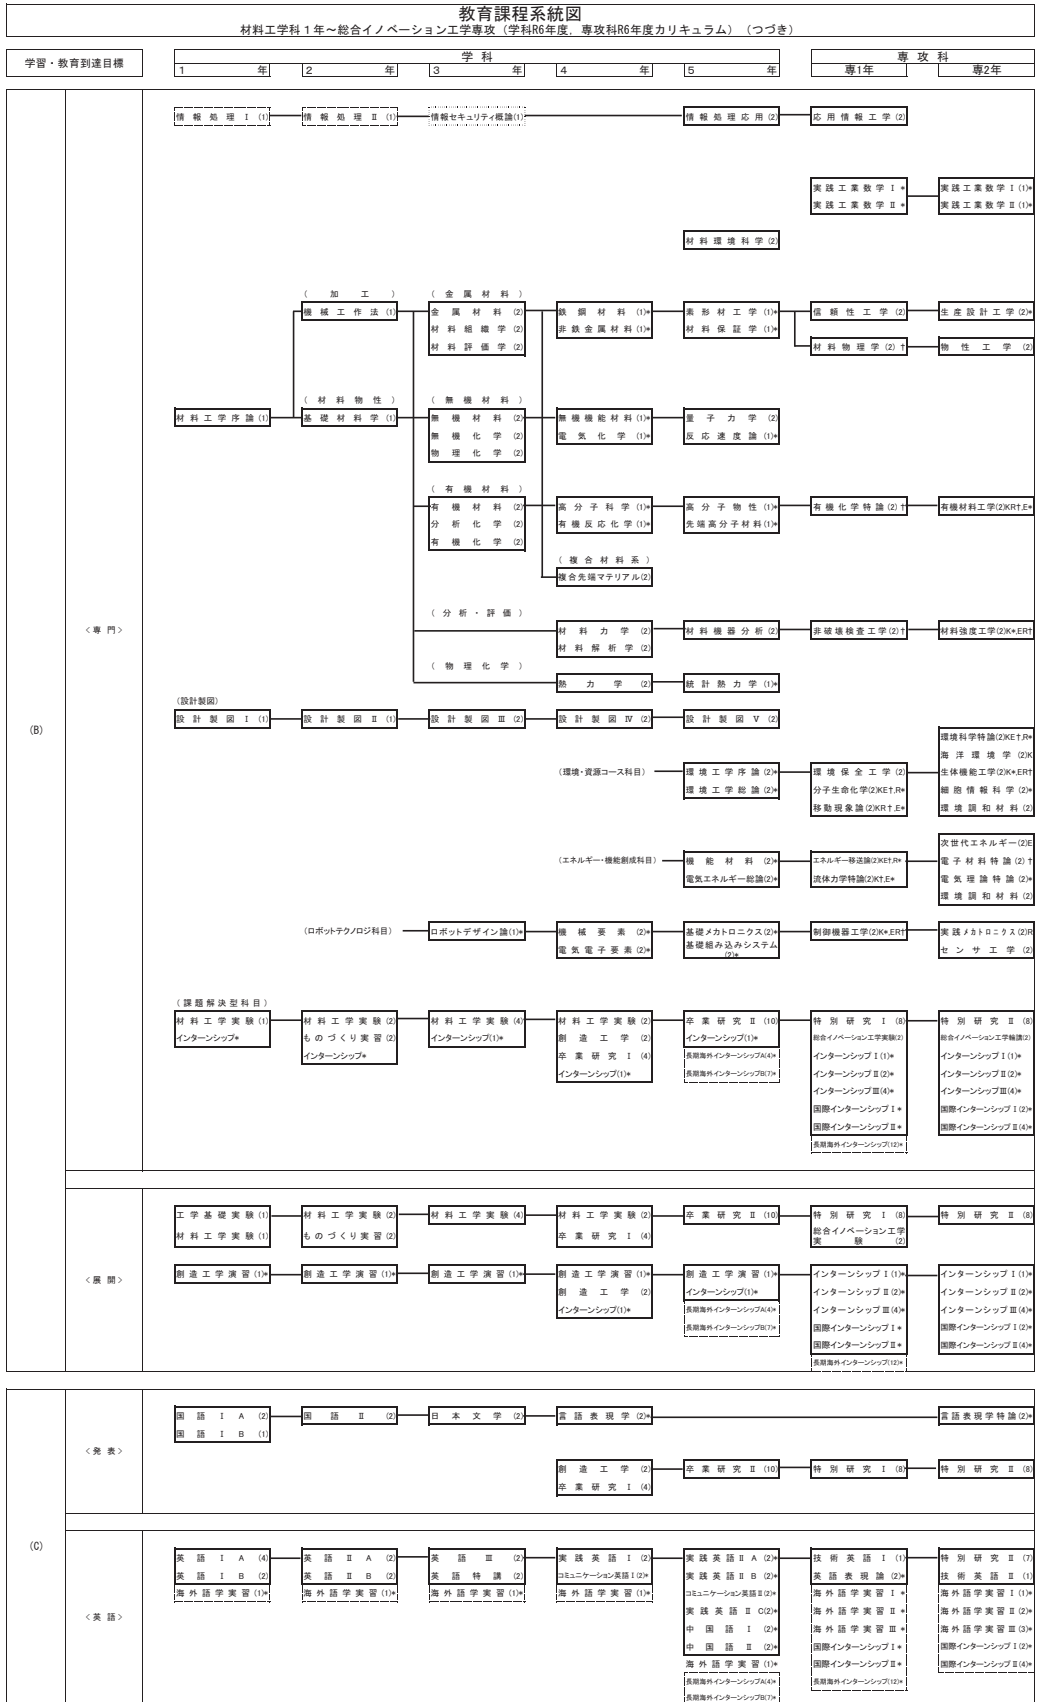 教育課程系統図
材料工学科１年～総合イノベーション工学専攻（学科R6年度，専攻科R6年度カリキュラム）（つづき）
学習・教育到達目標
学科
専攻科
1 年 2 年 3 年 4 年 5 年 専1年 専2年
(B)
<専門>
情報処理Ⅰ(1) 情報処理Ⅱ(1) 情報セキュリティ概論(1) 情報処理応用(2) 応用情報工学(2)
実践工業数学Ⅰ* 実践工業数学Ⅰ(1)*
実践工業数学Ⅱ* 実践工業数学Ⅱ(1)*
材料環境科学(2)
(加工) (金属材料)
機械工作法(1) 金属材料(2) 鉄鋼材料(1)* 素形材工学(1)* 信頼性工学(2) 生産設計工学(2)*
材料組織学(2) 非鉄金属材料(1)* 材料保証学(1)*
材料評価学(2) 材料物理学(2)† 物性工学(2)
(材料物性) (無機材料)
材料工学序論(1) 基礎材料学(1) 無機材料(2) 無機機能材料(1)* 量子力学(2)
無機化学(2) 電気化学(1)* 反応速度論(1)*
物理化学(2)
(有機材料)
有機材料(2) 高分子科学(1)* 高分子物性(1)* 有機化学特論(2)† 有機材料工学(2)KR†,E*
分析化学(2) 有機反応化学(1)* 先端高分子材料(1)*
有機化学(2)
(複合材料系)
複合先端マテリアル(2)
(分析・評価)
材料力学(2) 材料機器分析(2) 非破壊検査工学(2)† 材料強度工学(2)K*,ER†
材料解析学(2)
(物理化学)
熱力学(2) 統計熱力学(1)*
(設計製図)
設計製図Ⅰ(1) 設計製図Ⅱ(1) 設計製図Ⅲ(2) 設計製図Ⅳ(2) 設計製図Ⅴ(2)
環境科学特論(2)KE†,R*
海洋環境学(2)K
(環境・資源コース科目) 環境工学序論(2)* 環境保全工学(2) 生体機能工学(2)K*,ER†
環境工学総論(2)* 分子生命化学(2)KE†,R* 細胞情報科学(2)*
移動現象論(2)KR†,E* 環境調和材料(2)
次世代エネルギー(2)E
(エネルギー・機能創成科目) 機能材料(2)* エネルギー移送論(2)KE†,R* 電子材料特論(2)†
電気エネルギー総論(2)* 流体力学特論(2)K†,E* 電気理論特論(2)*
環境調和材料(2)
(ロボットテクノロジ科目) ロボットデザイン論(1)* 機械要素(2)* 基礎メカトロニクス(2)* 制御機器工学(2)K*,ER† 実践メカトロニクス(2)R
電気電子要素(2)* 基礎組み込みシステム(2)* センサ工学(2)
(課題解決型科目)
材料工学実験(1) 材料工学実験(2) 材料工学実験(4) 材料工学実験(2) 卒業研究Ⅱ(10) 特別研究Ⅰ(8) 特別研究Ⅱ(8)
インターンシップ* ものづくり実習(2) インターンシップ(1)* 創造工学(2) インターンシップ(1)* 総合イノベーション工学実験(2) 総合イノベーション工学輪講(2)
インターンシップ* 卒業研究Ⅰ(4) 長期海外インターンシップA(4)* インターンシップⅠ(1)* インターンシップⅠ(1)*
インターンシップ(1)* 長期海外インターンシップB(7)* インターンシップⅡ(2)* インターンシップⅡ(2)*
インターンシップⅢ(4)* インターンシップⅢ(4)*
国際インターンシップⅠ* 国際インターンシップⅠ(2)*
国際インターンシップⅡ* 国際インターンシップⅡ(4)*
長期海外インターンシップ(12)*
<展開>
工学基礎実験(1) 材料工学実験(2) 材料工学実験(4) 材料工学実験(2) 卒業研究Ⅱ(10) 特別研究Ⅰ(8) 特別研究Ⅱ(8)
材料工学実験(1) ものづくり実習(2) 卒業研究Ⅰ(4) 総合イノベーション工学実験(2)
創造工学演習(1)* 創造工学演習(1)* 創造工学演習(1)* 創造工学演習(1)* 創造工学演習(1)* インターンシップⅠ(1)* インターンシップⅠ(1)*
創造工学(2) インターンシップ(1)* インターンシップⅡ(2)* インターンシップⅡ(2)*
インターンシップ(1)* 長期海外インターンシップA(4)* インターンシップⅢ(4)* インターンシップⅢ(4)*
長期海外インターンシップB(7)* 国際インターンシップⅠ* 国際インターンシップⅠ(2)*
国際インターンシップⅡ* 国際インターンシップⅡ(4)*
長期海外インターンシップ(12)*
(C)
<発表>
国語ⅠA(2) 国語Ⅱ(2) 日本文学(2) 言語表現学(2)* 言語表現学特論(2)*
国語ⅠB(1)
創造工学(2) 卒業研究Ⅱ(10) 特別研究Ⅰ(8) 特別研究Ⅱ(8)
卒業研究Ⅰ(4)
<英語>
英語ⅠA(4) 英語ⅡA(2) 英語Ⅲ(2) 実践英語Ⅰ(2) 実践英語ⅡA(2)* 技術英語Ⅰ(1) 特別研究Ⅱ(7)
英語ⅠB(2) 英語ⅡB(2) 英語特講(2) コミュニケーション英語Ⅰ(2)* 実践英語ⅡB(2)* 英語表現論(2)* 技術英語Ⅱ(1)
海外語学実習(1)* 海外語学実習(1)* 海外語学実習(1)* 海外語学実習(1)* コミュニケーション英語Ⅱ(2)* 海外語学実習Ⅰ* 海外語学実習Ⅰ(1)*
実践英語ⅡC(2)* 海外語学実習Ⅱ* 海外語学実習Ⅱ(2)*
中国語Ⅰ(2)* 海外語学実習Ⅲ* 海外語学実習Ⅲ(3)*
中国語Ⅱ(2)* 国際インターンシップⅠ* 国際インターンシップⅠ(2)*
海外語学実習(1)* 国際インターンシップⅡ* 国際インターンシップⅡ(4)*
長期海外インターンシップA(4)* 長期海外インターンシップ(12)*
長期海外インターンシップB(7)*